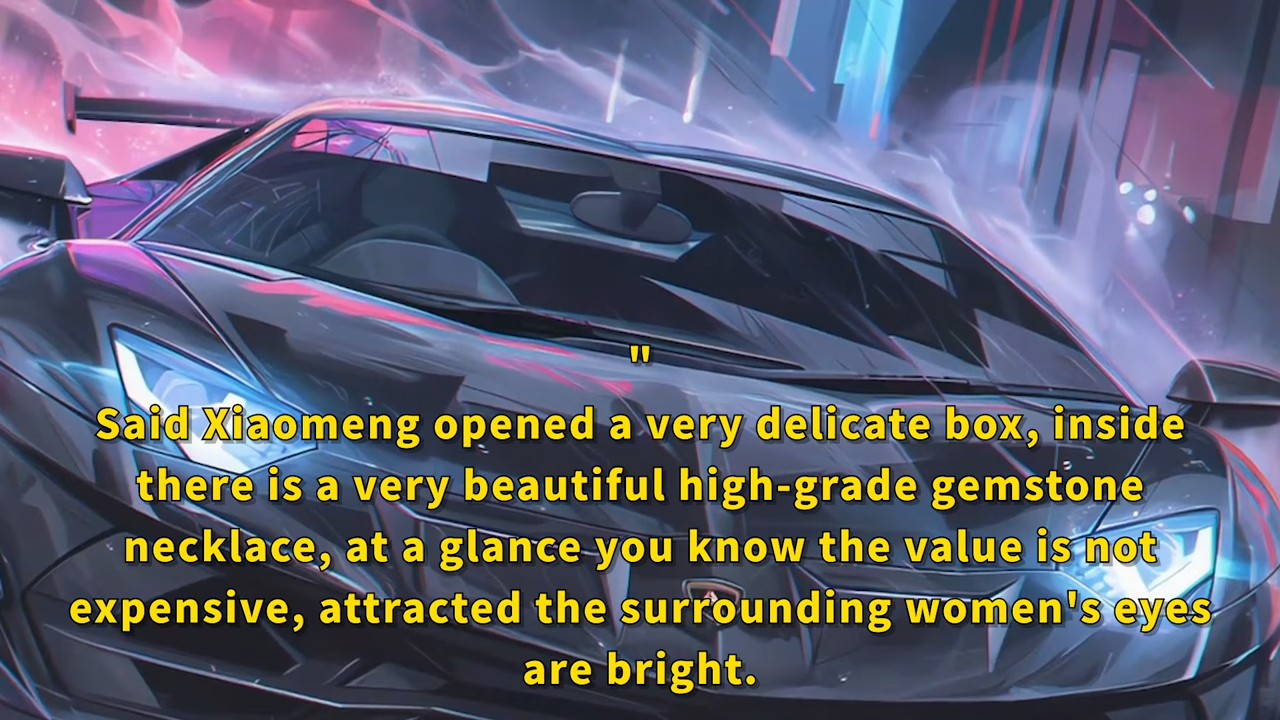 "
Said Xiaomeng opened a very delicate box, inside
there is a very beautiful high-grade gemstone
necklace, at a glance you know the value is not
expensive, attracted the surrounding women's eyes
are bright.